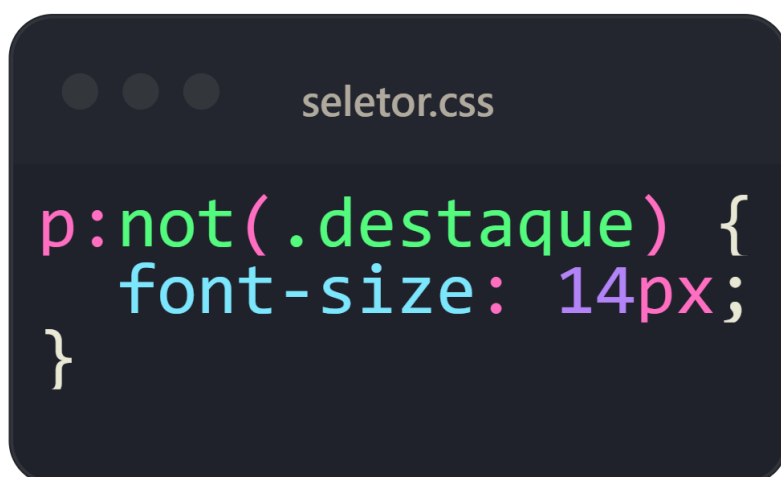 seletor.css
p:not(.destaque) {
  font-size: 14px;
}